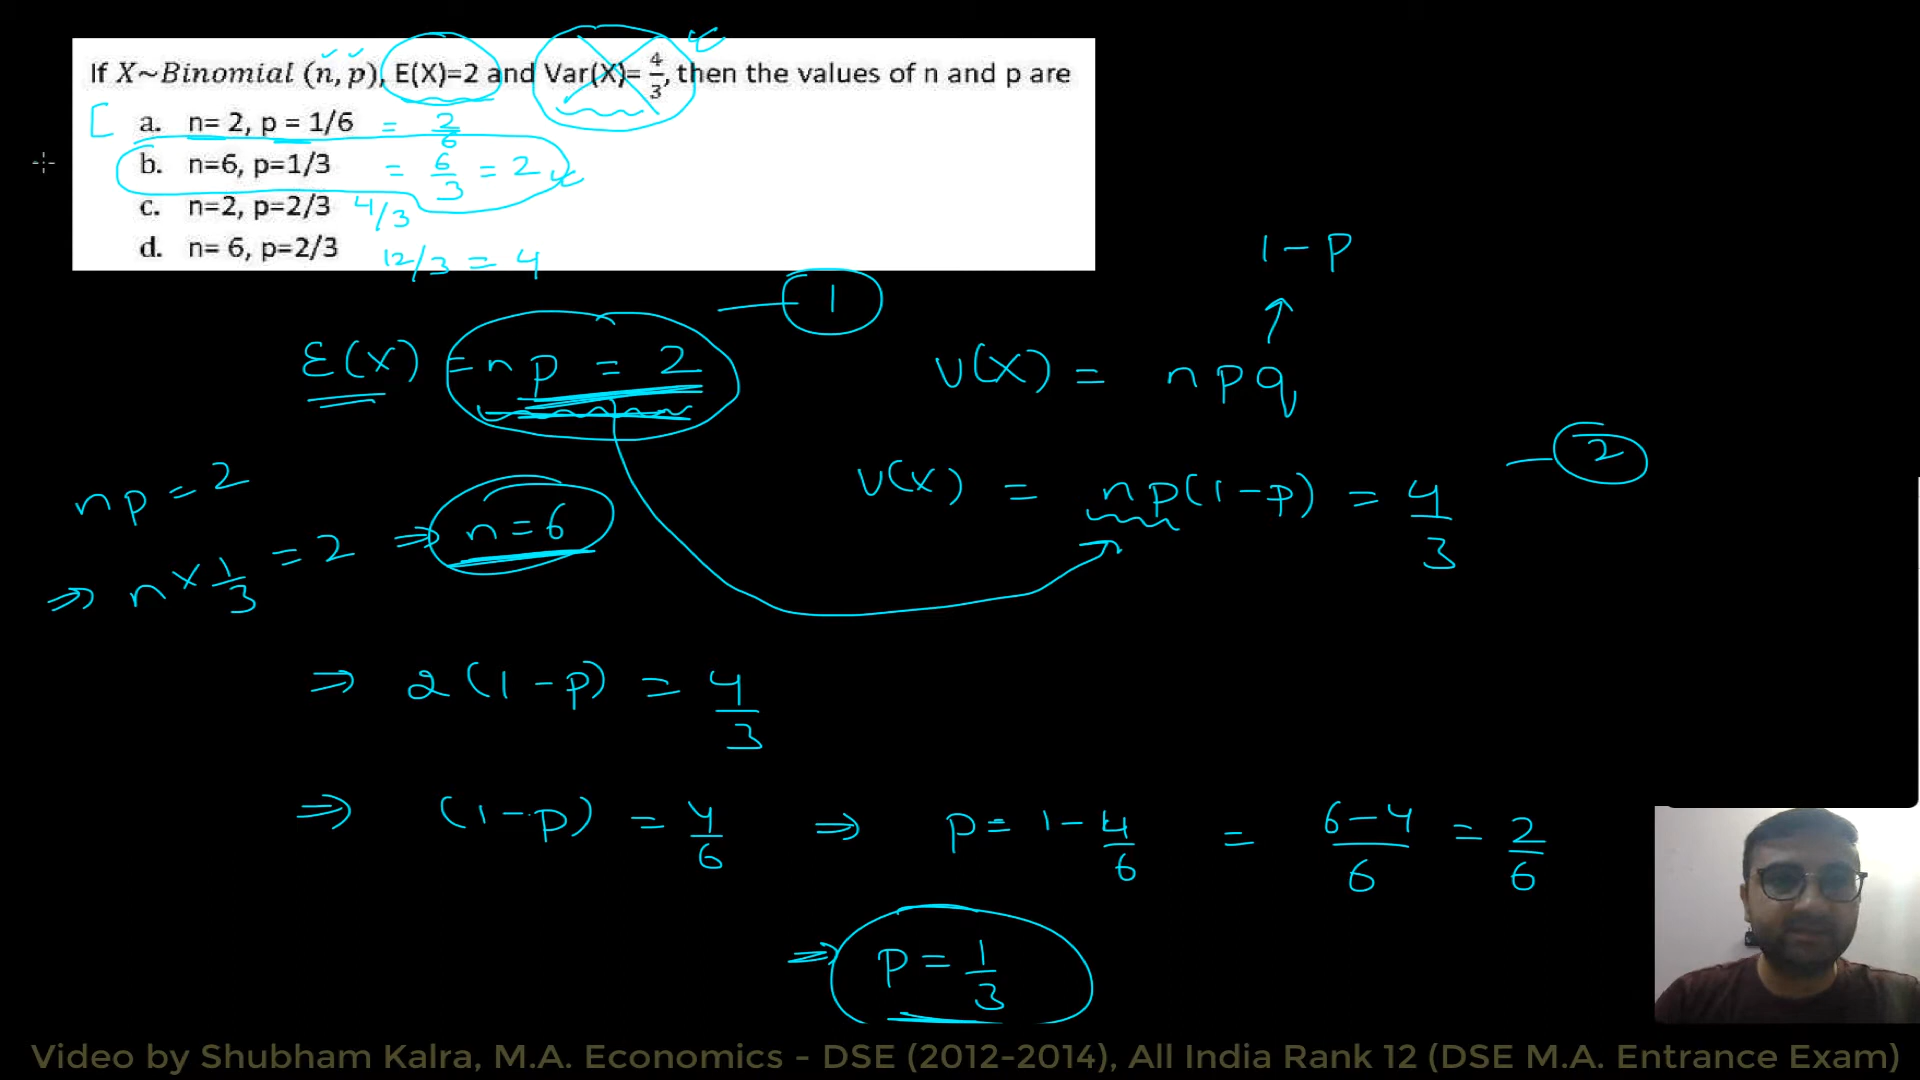 If X~Binomial (n, p), E(X)=2 and Var(X)= 4/3, then the values of n and p are
a. n= 2, p = 1/6 = 2/6
b. n=6, p=1/3 = 6/3 = 2
c. n=2, p=2/3 4/3
d. n= 6, p=2/3 12/3 = 4
1
E(X) = np = 2
1-p
↑
V(X) = npq
2
V(X) = np(1-p) = 4/3
np = 2
⇒ n × 1/3 = 2 ⇒ n = 6
⇒ 2(1-p) = 4/3
⇒ (1-p) = 4/6 ⇒ p = 1-4/6 = 6-4/6 = 2/6
⇒ p = 1/3
Video by Shubham Kalra, M.A. Economics - DSE (2012-2014), All India Rank 12 (DSE M.A. Entrance Exam)